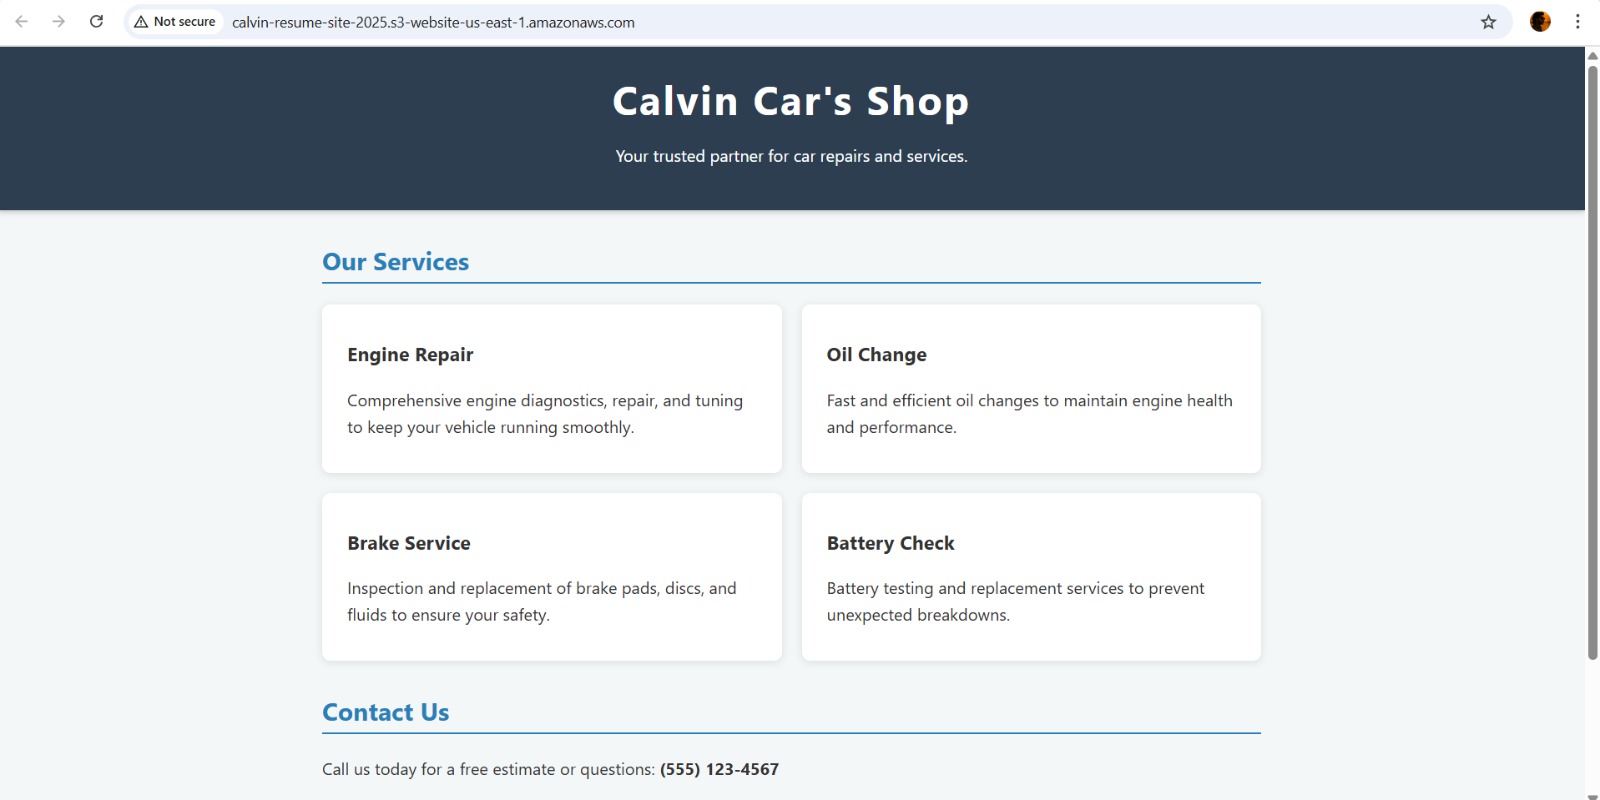 Not secure
calvin-resume-site-2025.s3-website-us-east-1.amazonaws.com
Calvin Car's Shop
Your trusted partner for car repairs and services.
Our Services
Engine Repair
Comprehensive engine diagnostics, repair, and tuning
to keep your vehicle running smoothly.
Oil Change
Fast and efficient oil changes to maintain engine health
and performance.
Brake Service
Inspection and replacement of brake pads, discs, and
fluids to ensure your safety.
Battery Check
Battery testing and replacement services to prevent
unexpected breakdowns.
Contact Us
Call us today for a free estimate or questions: (555) 123-4567